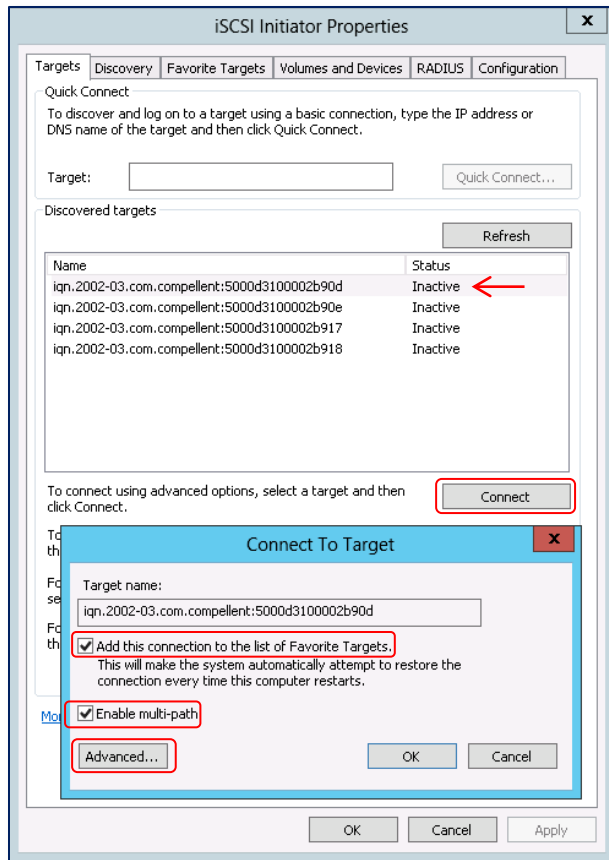 iSCSI Initiator Properties
x
Targets
Discovery
Favorite Targets
Volumes and Devices
RADIUS
Configuration
Quick Connect
To discover and log on to a target using a basic connection, type the IP address or
DNS name of the target and then click Quick Connect.
Target:
Quick Connect...
Discovered targets
Refresh
Name
Status
iqn.2002-03.com.compellent:5000d3100002b90d
Inactive
iqn.2002-03.com.compellent:5000d3100002b90e
Inactive
iqn.2002-03.com.compellent:5000d3100002b917
Inactive
iqn.2002-03.com.compellent:5000d3100002b918
Inactive
To connect using advanced options, select a target and then
click Connect.
Connect
Connect To Target
x
Target name:
iqn.2002-03.com.compellent:5000d3100002b90d
Add this connection to the list of Favorite Targets.
This will make the system automatically attempt to restore the
connection every time this computer restarts.
Enable multi-path
Advanced...
OK
Cancel
OK
Cancel
Apply